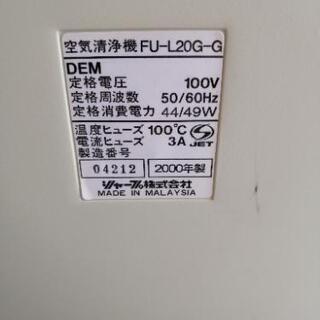 空気清浄機 FU-L20G-G
DEM
定格電圧 100V
定格周波数 50/60Hz
定格消費電力 44/49W
温度ヒューズ 100℃
電流ヒューズ 3A
JET
製造番号
04212 2000年製
シャープ株式会社
MADE IN MALAYSIA